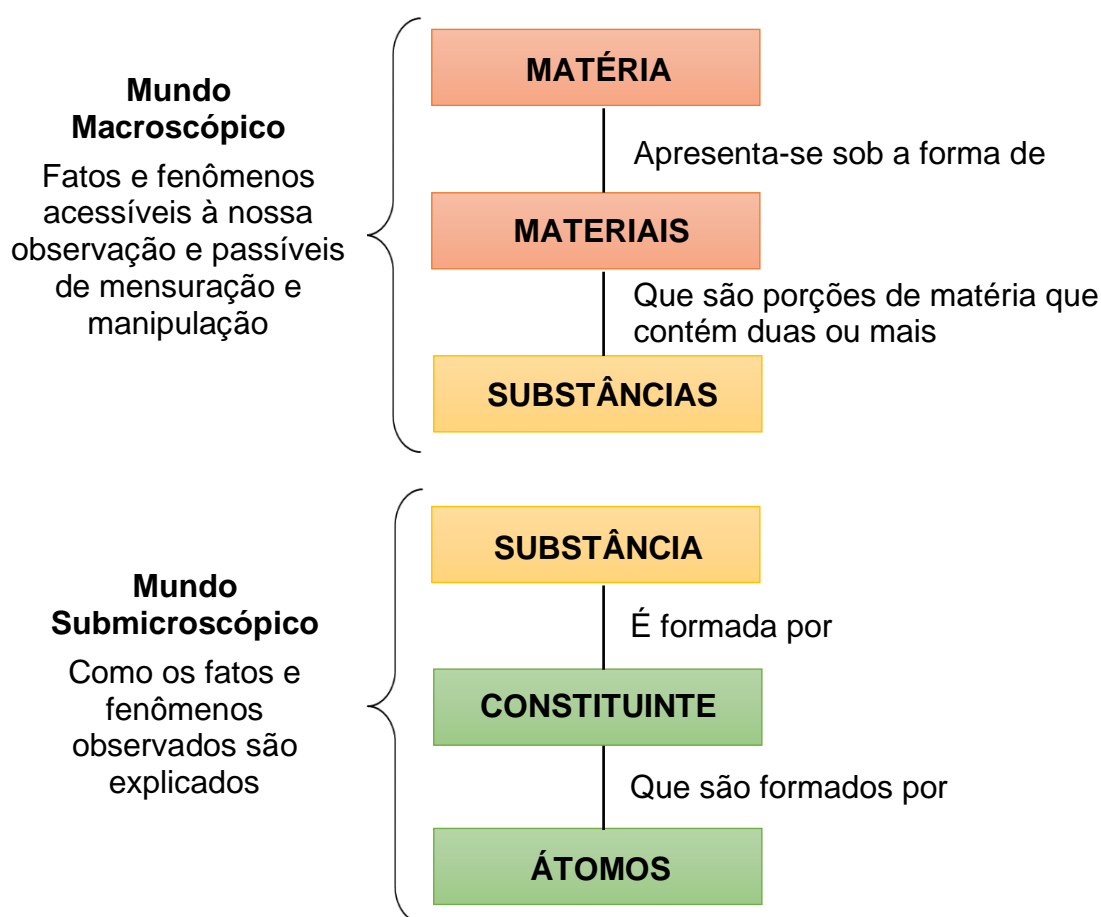 Mundo
Macroscópico
Fatos e fenômenos
acessíveis à nossa
observação e passíveis
de mensuração e
manipulação
MATÉRIA
Apresenta-se sob a forma de
MATERIAIS
Que são porções de matéria que
contém duas ou mais
SUBSTÂNCIAS
Mundo
Submicroscópico
Como os fatos e
fenômenos
observados são
explicados
SUBSTÂNCIA
É formada por
CONSTITUINTE
Que são formados por
ÁTOMOS